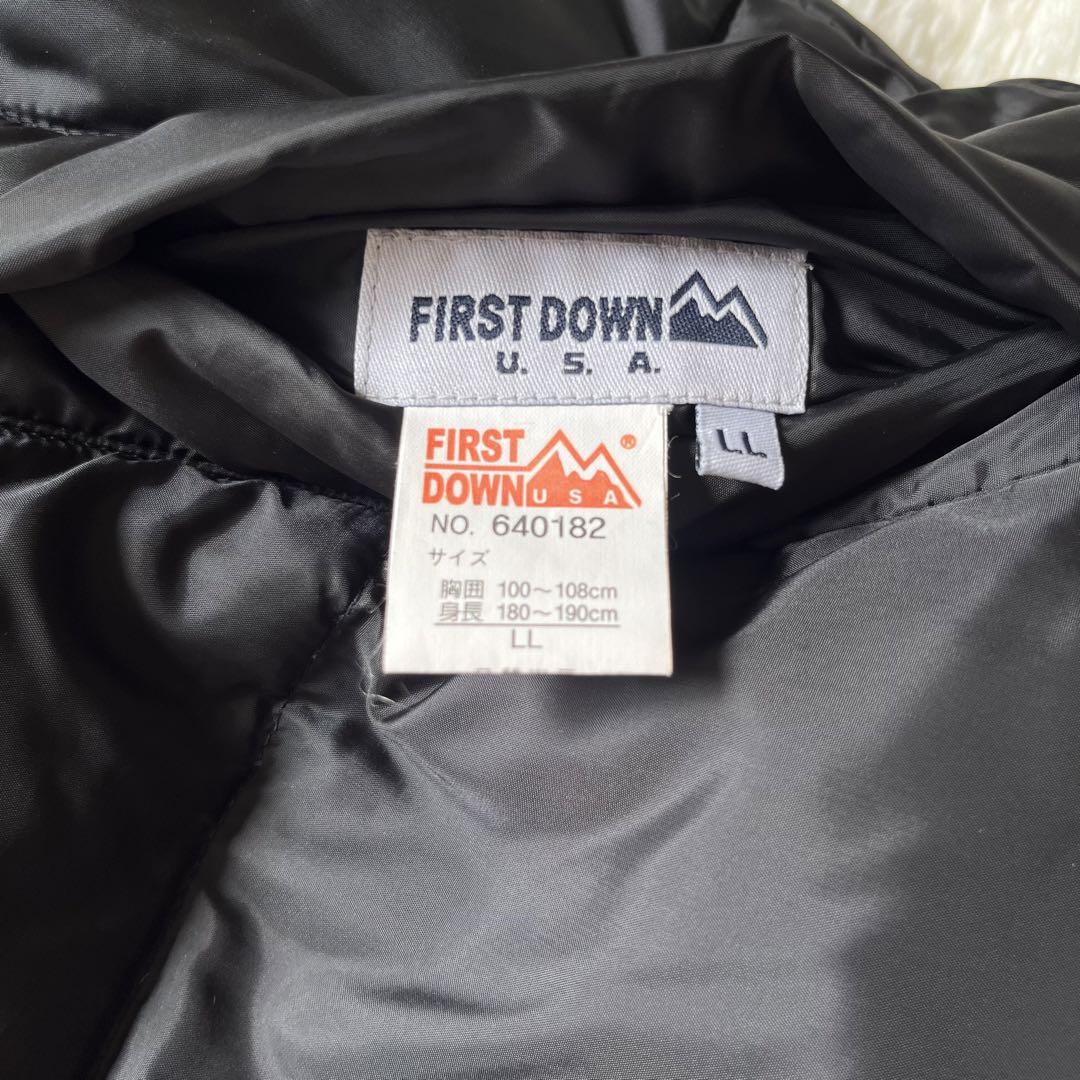 FIRST DOWN
U. S. A.
LL
FIRST
DOWN USA ®
NO. 640182
サイズ
胸囲 100～108cm
身長 180～190cm
LL